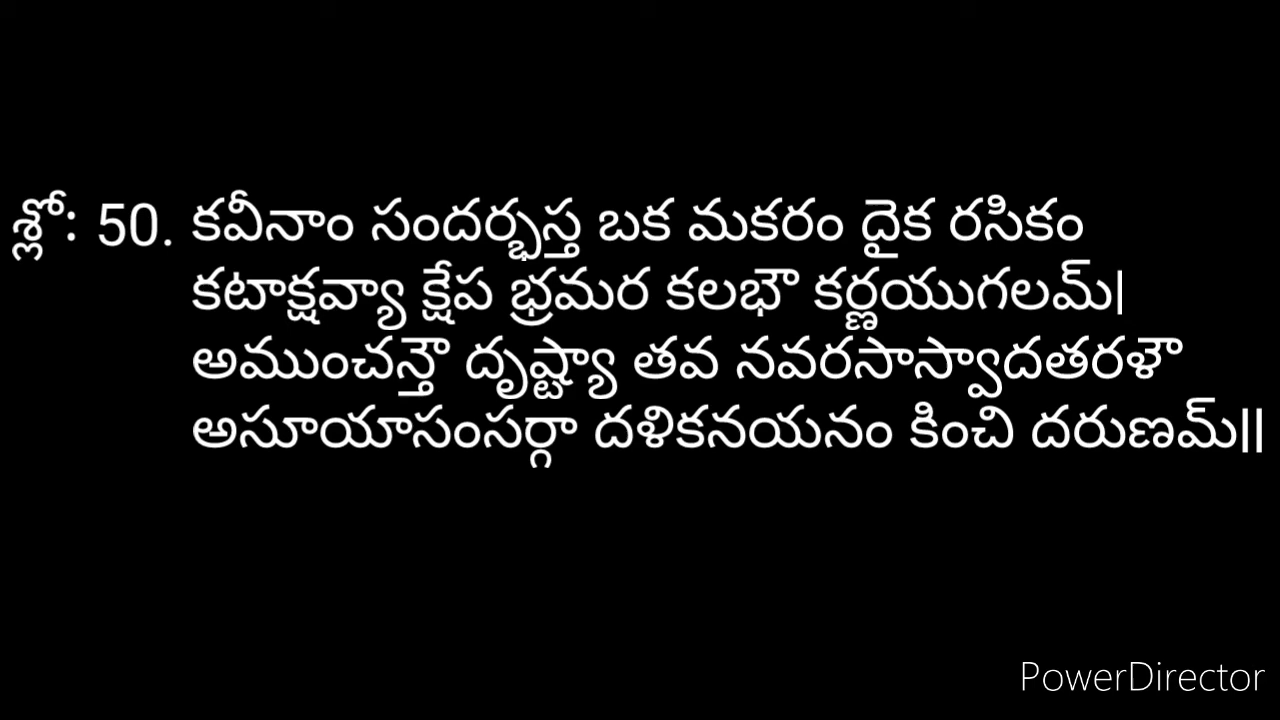 శ్లో: 50. కవీనాం సందర్భస్త బక మకరం దైక రసికం
కటాక్షవ్యా క్షేప భ్రమర కలభౌ కర్ణయుగలమ్|
అముంచన్తౌ దృష్ట్యా తవ నవరసాస్వాదతరళౌ
అసూయాసంసర్గా దళికనయనం కించి దరుణమ్||
PowerDirector